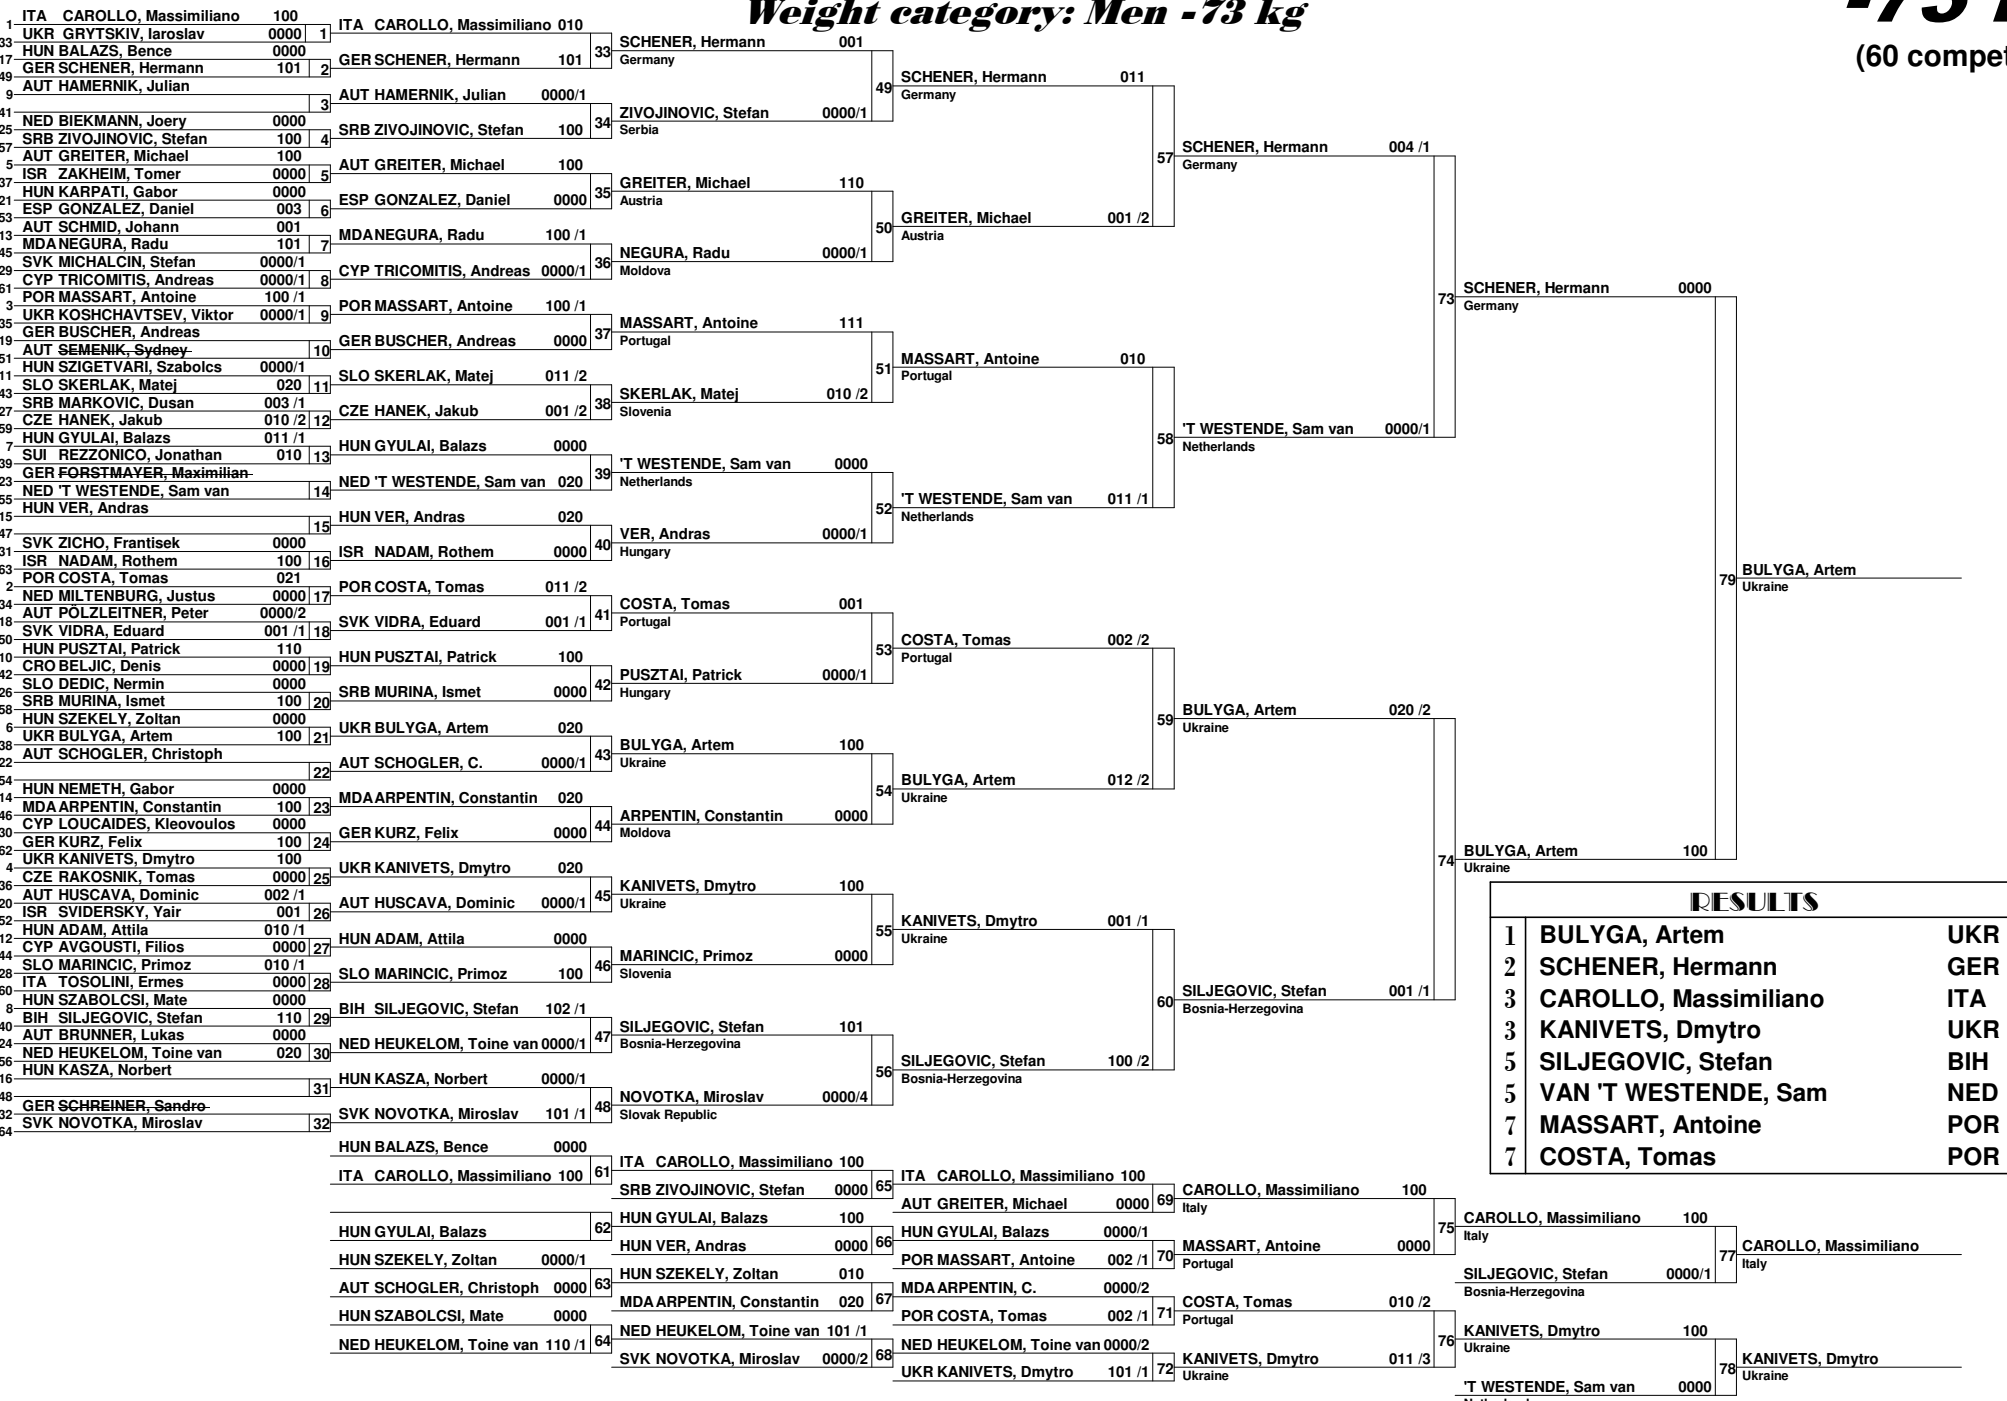 Weight category: Men -73 kg
-73
(60 compet
1 ITA CAROLLO, Massimiliano 100
33 UKR GRYTSKIV, Iaroslav 0000 1
17 HUN BALAZS, Bence 0000
49 GER SCHENER, Hermann 101 2
9 AUT HAMERNIK, Julian
41 3
25 NED BIEKMANN, Joery 0000
57 SRB ZIVOJINOVIC, Stefan 100 4
5 AUT GREITER, Michael 100
37 ISR ZAKHEIM, Tomer 0000 5
21 HUN KARPATI, Gabor 0000
53 ESP GONZALEZ, Daniel 003 6
13 AUT SCHMID, Johann 001
45 MDA NEGURA, Radu 101 7
29 SVK MICHALCIN, Stefan 0000/1
61 CYP TRICOMITIS, Andreas 0000/1 8
3 POR MASSART, Antoine 100 /1
35 UKR KOSHCHAVTSEV, Viktor 0000/1 9
19 GER BUSCHER, Andreas
51 AUT SEMENIK, Sydney 10
11 HUN SZIGETVARI, Szabolcs 0000/1
43 SLO SKERLAK, Matej 020 11
27 SRB MARKOVIC, Dusan 003 /1
59 CZE HANEK, Jakub 010 /2 12
7 HUN GYULAI, Balazs 011 /1
39 SUI REZZONICO, Jonathan 010 13
23 GER FORSTMAYER, Maximilian
55 NED 'T WESTENDE, Sam van 14
15 HUN VER, Andras
47 15
31 SVK ZICHO, Frantisek 0000
63 ISR NADAM, Rothem 100 16
2 POR COSTA, Tomas 021
34 NED MILTENBURG, Justus 0000 17
18 AUT PÖLZLEITNER, Peter 0000/2
50 SVK VIDRA, Eduard 001 /1 18
10 HUN PUSZTAI, Patrick 110
42 CRO BELJIC, Denis 0000 19
26 SLO DEDIC, Nermin 0000
58 SRB MURINA, Ismet 100 20
6 HUN SZEKELY, Zoltan 0000
38 UKR BULYGA, Artem 100 21
22 AUT SCHOGLER, Christoph
54 22
14 HUN NEMETH, Gabor 0000
46 MDA ARPENTIN, Constantin 100 23
30 CYP LOUCAIDES, Kleovoulos 0000
62 GER KURZ, Felix 100 24
4 UKR KANIVETS, Dmytro 100
36 CZE RAKOSNIK, Tomas 0000 25
20 AUT HUSCAVA, Dominic 002 /1
52 ISR SVIDERSKY, Yair 001 26
12 HUN ADAM, Attila 010 /1
44 CYP AVGOUSTI, Filios 0000 27
28 SLO MARINCIC, Primoz 010 /1
60 ITA TOSOLINI, Ermes 0000 28
8 HUN SZABOLCSI, Mate 0000
40 BIH SILJEGOVIC, Stefan 110 29
24 AUT BRUNNER, Lukas 0000
56 NED HEUKELOM, Toine van 020 30
16 HUN KASZA, Norbert
48 31
32 GER SCHREINER, Sandro
64 SVK NOVOTKA, Miroslav 32
ITA CAROLLO, Massimiliano 010
GER SCHENER, Hermann 101 33
AUT HAMERNIK, Julian 0000/1
SRB ZIVOJINOVIC, Stefan 100 34
AUT GREITER, Michael 100
ESP GONZALEZ, Daniel 0000 35
MDA NEGURA, Radu 100 /1
CYP TRICOMITIS, Andreas 0000/1 36
POR MASSART, Antoine 100 /1
GER BUSCHER, Andreas 0000 37
SLO SKERLAK, Matej 011 /2
CZE HANEK, Jakub 001 /2 38
HUN GYULAI, Balazs 0000
NED 'T WESTENDE, Sam van 020 39
HUN VER, Andras 020
ISR NADAM, Rothem 0000 40
POR COSTA, Tomas 011 /2
SVK VIDRA, Eduard 001 /1 41
HUN PUSZTAI, Patrick 100
SRB MURINA, Ismet 0000 42
UKR BULYGA, Artem 020
AUT SCHOGLER, C. 0000/1 43
MDA ARPENTIN, Constantin 020
GER KURZ, Felix 0000 44
UKR KANIVETS, Dmytro 020
AUT HUSCAVA, Dominic 0000/1 45
HUN ADAM, Attila 0000
SLO MARINCIC, Primoz 100 46
BIH SILJEGOVIC, Stefan 102 /1
NED HEUKELOM, Toine van 0000/1 47
HUN KASZA, Norbert 0000/1
SVK NOVOTKA, Miroslav 101 /1 48
SCHENER, Hermann 001
Germany
49
ZIVOJINOVIC, Stefan 0000/1
Serbia
GREITER, Michael 110
Austria
50
NEGURA, Radu 0000/1
Moldova
MASSART, Antoine 111
Portugal
51
SKERLAK, Matej 010 /2
Slovenia
'T WESTENDE, Sam van 0000
Netherlands
52
VER, Andras 0000/1
Hungary
COSTA, Tomas 001
Portugal
53
PUSZTAI, Patrick 0000/1
Hungary
BULYGA, Artem 100
Ukraine
54
ARPENTIN, Constantin 0000
Moldova
KANIVETS, Dmytro 100
Ukraine
55
MARINCIC, Primoz 0000
Slovenia
SILJEGOVIC, Stefan 101
Bosnia-Herzegovina
56
NOVOTKA, Miroslav 0000/4
Slovak Republic
SCHENER, Hermann 011
Germany
57
GREITER, Michael 001 /2
Austria
MASSART, Antoine 010
Portugal
58
'T WESTENDE, Sam van 011 /1
Netherlands
COSTA, Tomas 002 /2
Portugal
59
BULYGA, Artem 012 /2
Ukraine
KANIVETS, Dmytro 001 /1
Ukraine
60
SILJEGOVIC, Stefan 100 /2
Bosnia-Herzegovina
SCHENER, Hermann 004 /1
Germany
73
'T WESTENDE, Sam van 0000/1
Netherlands
BULYGA, Artem 020 /2
Ukraine
74
SILJEGOVIC, Stefan 001 /1
Bosnia-Herzegovina
SCHENER, Hermann 0000
Germany
79
BULYGA, Artem 100
Ukraine
BULYGA, Artem
Ukraine
RESULTS
1 BULYGA, Artem UKR
2 SCHENER, Hermann GER
3 CAROLLO, Massimiliano ITA
3 KANIVETS, Dmytro UKR
5 SILJEGOVIC, Stefan BIH
5 VAN 'T WESTENDE, Sam NED
7 MASSART, Antoine POR
7 COSTA, Tomas POR
HUN BALAZS, Bence 0000
ITA CAROLLO, Massimiliano 100 61
HUN GYULAI, Balazs 62
HUN SZEKELY, Zoltan 0000/1
AUT SCHOGLER, Christoph 0000 63
HUN SZABOLCSI, Mate 0000
NED HEUKELOM, Toine van 110 /1 64
ITA CAROLLO, Massimiliano 100
SRB ZIVOJINOVIC, Stefan 0000 65
HUN GYULAI, Balazs 100
HUN VER, Andras 0000 66
HUN SZEKELY, Zoltan 010
MDA ARPENTIN, Constantin 020 67
NED HEUKELOM, Toine van 101 /1
SVK NOVOTKA, Miroslav 0000/2 68
ITA CAROLLO, Massimiliano 100
AUT GREITER, Michael 0000 69
HUN GYULAI, Balazs 0000/1
POR MASSART, Antoine 002 /1 70
MDA ARPENTIN, C. 0000/2
POR COSTA, Tomas 002 /1 71
NED HEUKELOM, Toine van 0000/2
UKR KANIVETS, Dmytro 101 /1 72
CAROLLO, Massimiliano 100
Italy
75
MASSART, Antoine 0000
Portugal
COSTA, Tomas 010 /2
Portugal
76
KANIVETS, Dmytro 011 /3
Ukraine
CAROLLO, Massimiliano 100
Italy
77
SILJEGOVIC, Stefan 0000/1
Bosnia-Herzegovina
KANIVETS, Dmytro 100
Ukraine
78
'T WESTENDE, Sam van 0000
CAROLLO, Massimiliano
Italy
KANIVETS, Dmytro
Ukraine